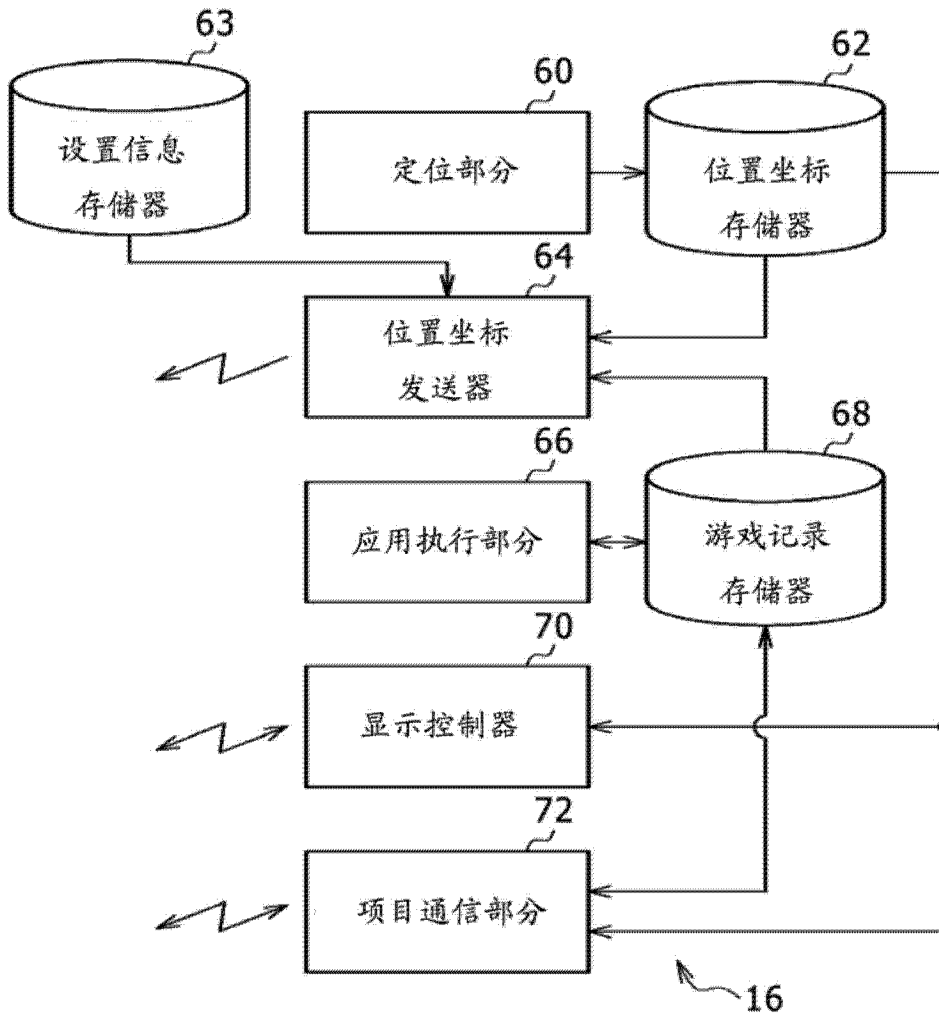 63
设置信息
存储器
60
定位部分
62
位置坐标
存储器
64
位置坐标
发送器
66
应用执行部分
68
游戏记录
存储器
70
显示控制器
72
项目通信部分
16